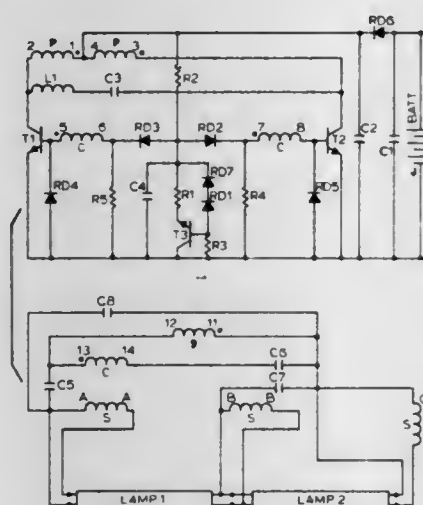 RD6
2 P 1 4 P 3
R2
L1 C3
T1 5 6 RD3 RD2 7 8 T2 C2 C1 BATT
C C
RD7
RD4 R5 C4 R1 RD1 R4 RD5
T3 R3
C8
12 11
9
13 14 C6
C C7
C5
A A B B
S S S
LAMP 1 LAMP 2